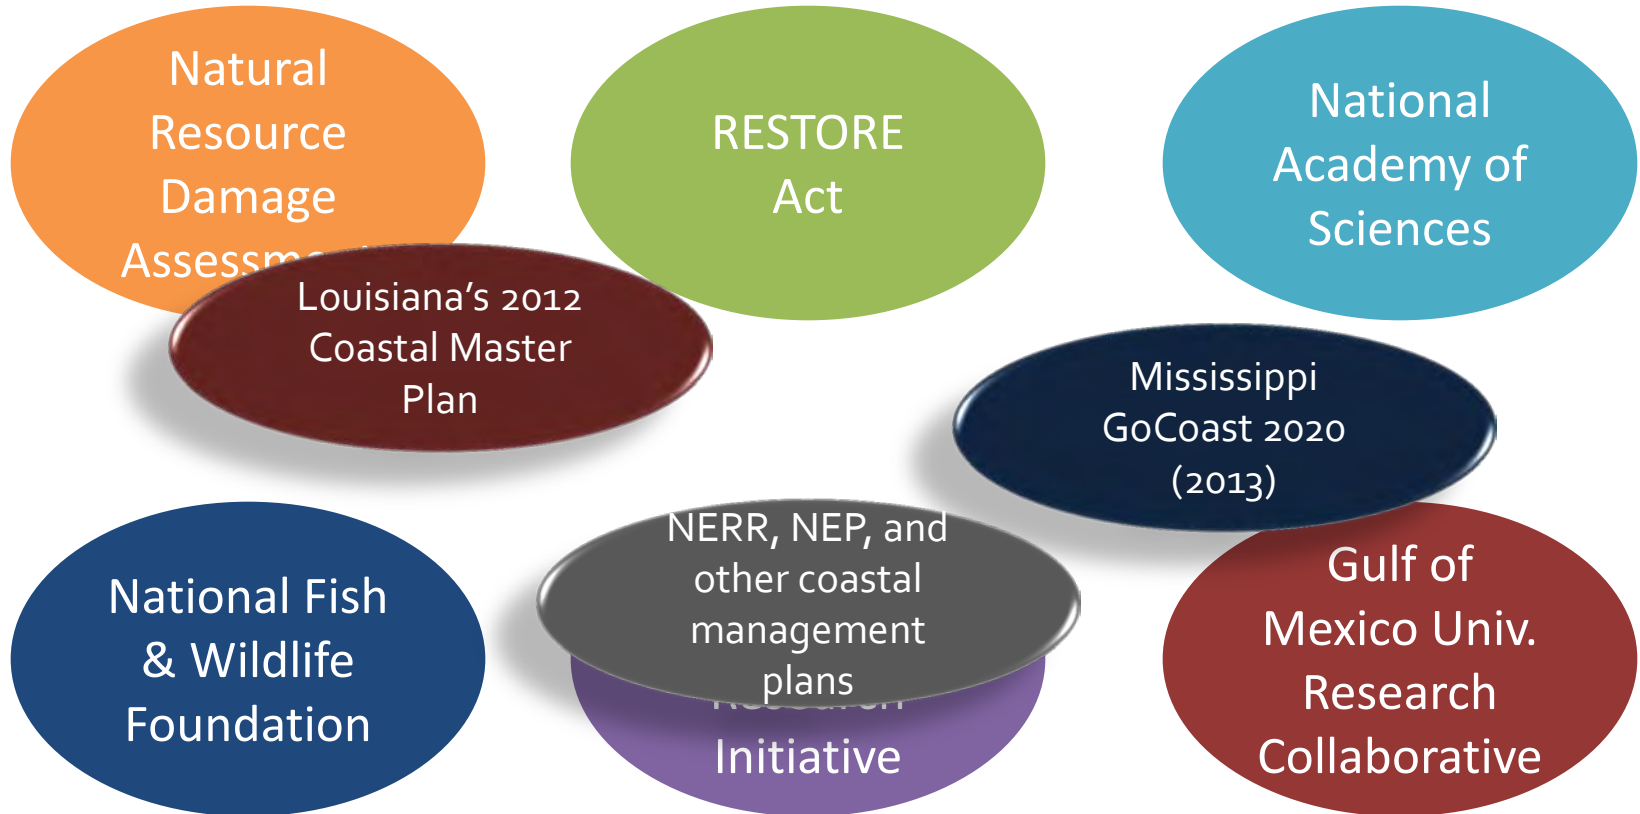 Natural
Resource
Damage
RESTORE
Act
National
Academy of
Sciences
Louisiana’s 2012
Coastal Master
Plan
Mississippi
GoCoast 2020
(2013)
National Fish
& Wildlife
Foundation
NERR, NEP, and
other coastal
management
plans
Initiative
Gulf of
Mexico Univ.
Research
Collaborative